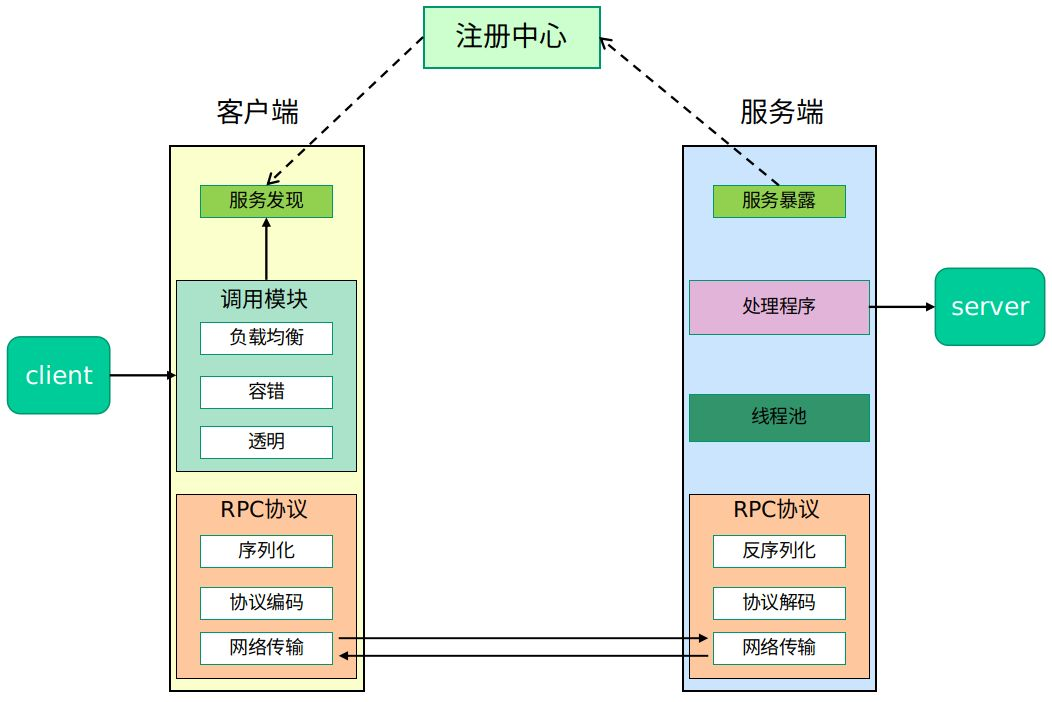 注册中心
客户端
服务端
服务发现
服务暴露
调用模块
负载均衡
容错
透明
处理程序
线程池
client
server
RPC协议
序列化
协议编码
网络传输
RPC协议
反序列化
协议解码
网络传输